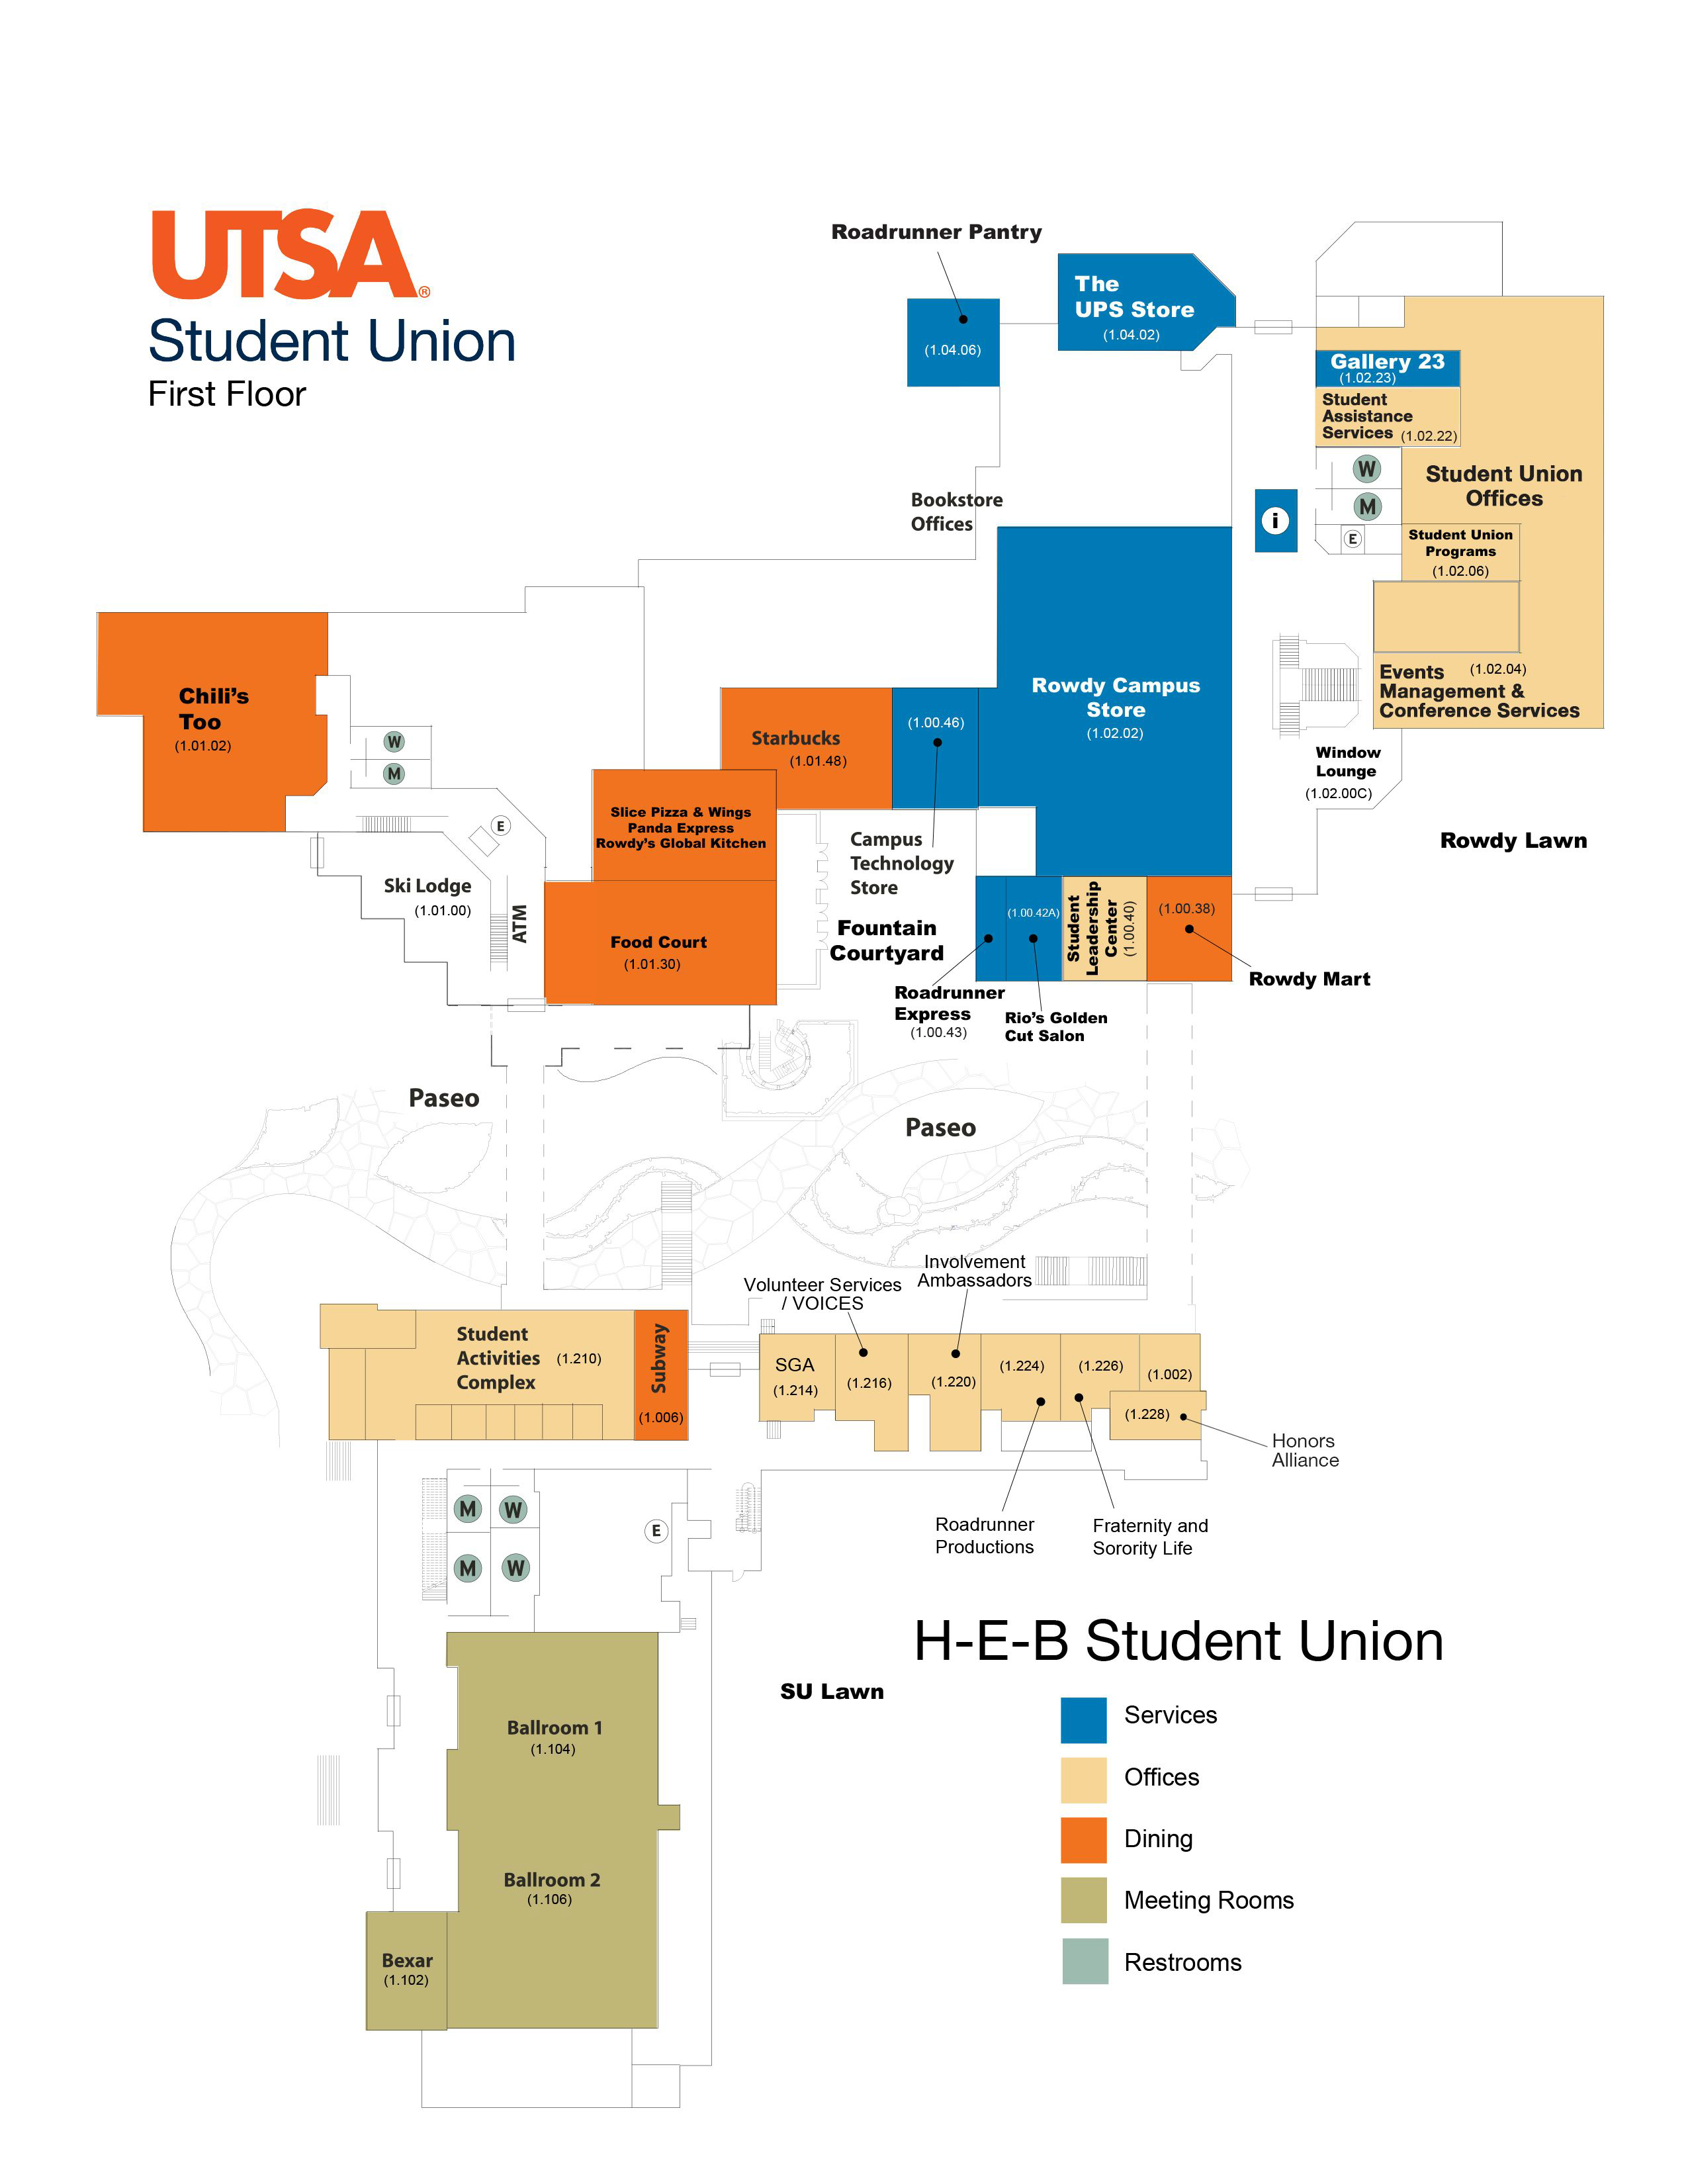 UTSA®
Student Union
First Floor
Roadrunner Pantry
(1.04.06)
The
UPS Store
(1.04.02)
Gallery 23
(1.02.23)
Student
Assistance
Services (1.02.22)
W
M
E
i
Student Union
Offices
Student Union
Programs
(1.02.06)
Events (1.02.04)
Management &
Conference Services
Window
Lounge
(1.02.00C)
Rowdy Lawn
Bookstore
Offices
Rowdy Campus
Store
(1.02.02)
Chili's
Too
(1.01.02)
W
M
E
Ski Lodge
(1.01.00)
ATM
Starbucks
(1.01.48)
(1.00.46)
Campus
Technology
Store
Slice Pizza & Wings
Panda Express
Rowdy's Global Kitchen
Food Court
(1.01.30)
Fountain
Courtyard
Roadrunner
Express
(1.00.43)
(1.00.42A)
Rio's Golden
Cut Salon
Student
Leadership
Center
(1.00.40)
(1.00.38)
Rowdy Mart
Paseo
Paseo
Student
Activities (1.210)
Complex
Subway
(1.006)
Volunteer Services
/ VOICES
Involvement
Ambassadors
SGA
(1.214)
(1.216)
(1.220)
(1.224)
(1.226)
(1.002)
(1.228)
Honors
Alliance
Roadrunner
Productions
Fraternity and
Sorority Life
M
W
M
W
E
Ballroom 1
(1.104)
Ballroom 2
(1.106)
Bexar
(1.102)
SU Lawn
H-E-B Student Union
Services
Offices
Dining
Meeting Rooms
Restrooms